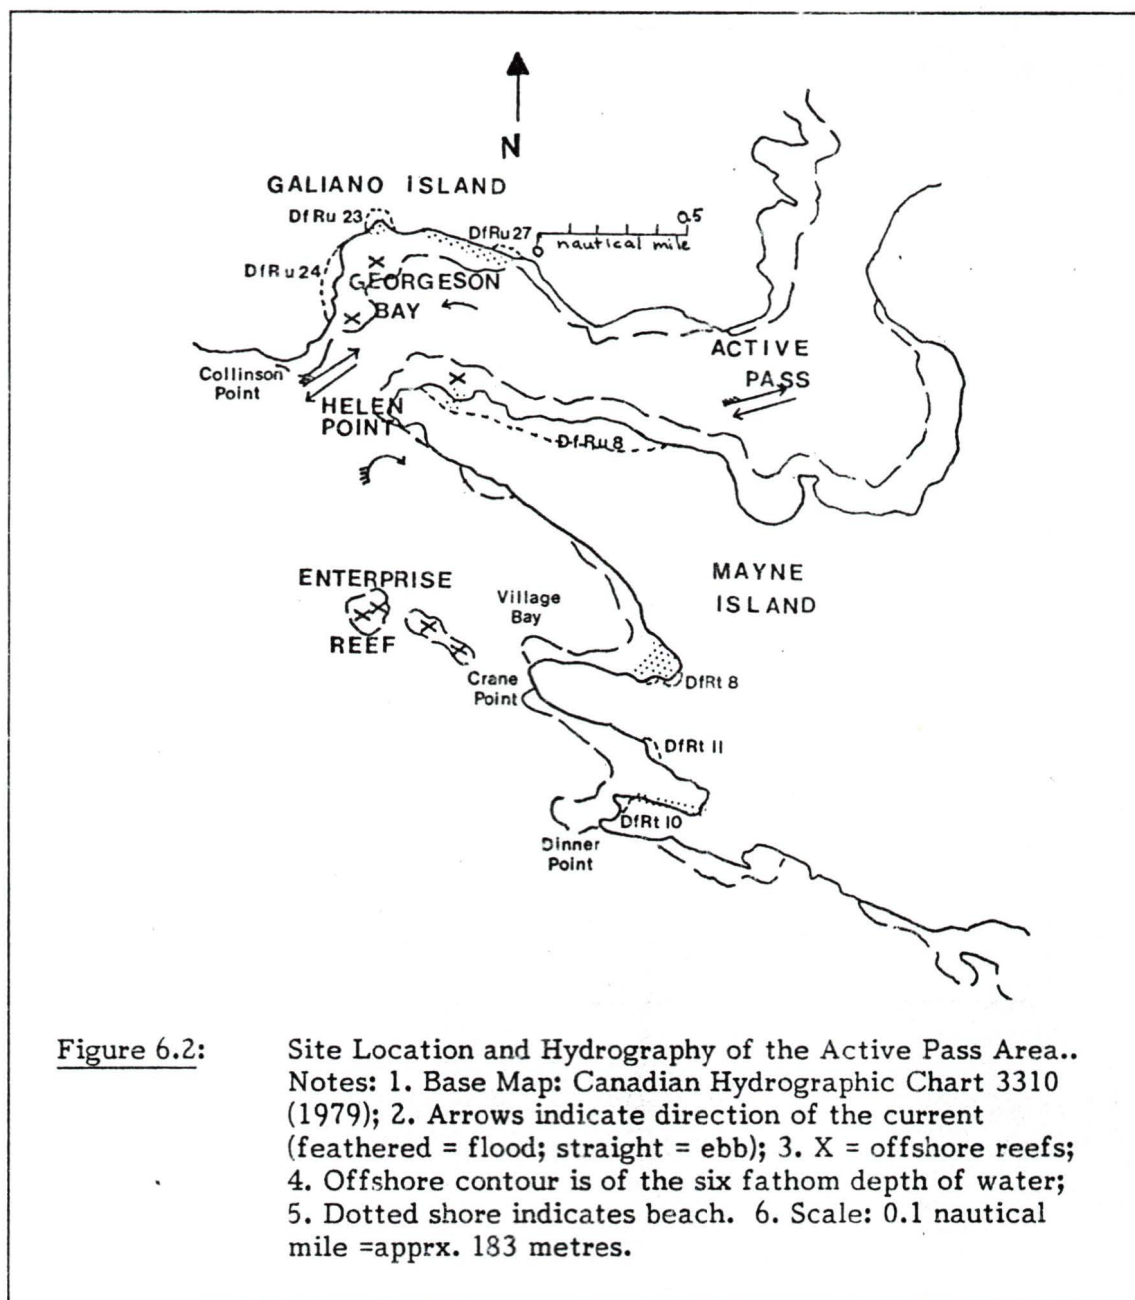 N
GALIANO ISLAND
DfRu 23
DfRu 27
0.5
0
nautical mile
DfRu 24
GEORGESON
BAY
ACTIVE
PASS
Collinson
Point
HELEN
POINT
DfRu 8
MAYNE
ISLAND
ENTERPRISE
REEF
Village
Bay
Crane
Point
DfRt 8
DfRt 11
DfRt 10
Dinner
Point
Figure 6.2: Site Location and Hydrography of the Active Pass Area..
Notes: 1. Base Map: Canadian Hydrographic Chart 3310
(1979); 2. Arrows indicate direction of the current
(feathered = flood; straight = ebb); 3. X = offshore reefs;
4. Offshore contour is of the six fathom depth of water;
5. Dotted shore indicates beach. 6. Scale: 0.1 nautical
mile =apprx. 183 metres.